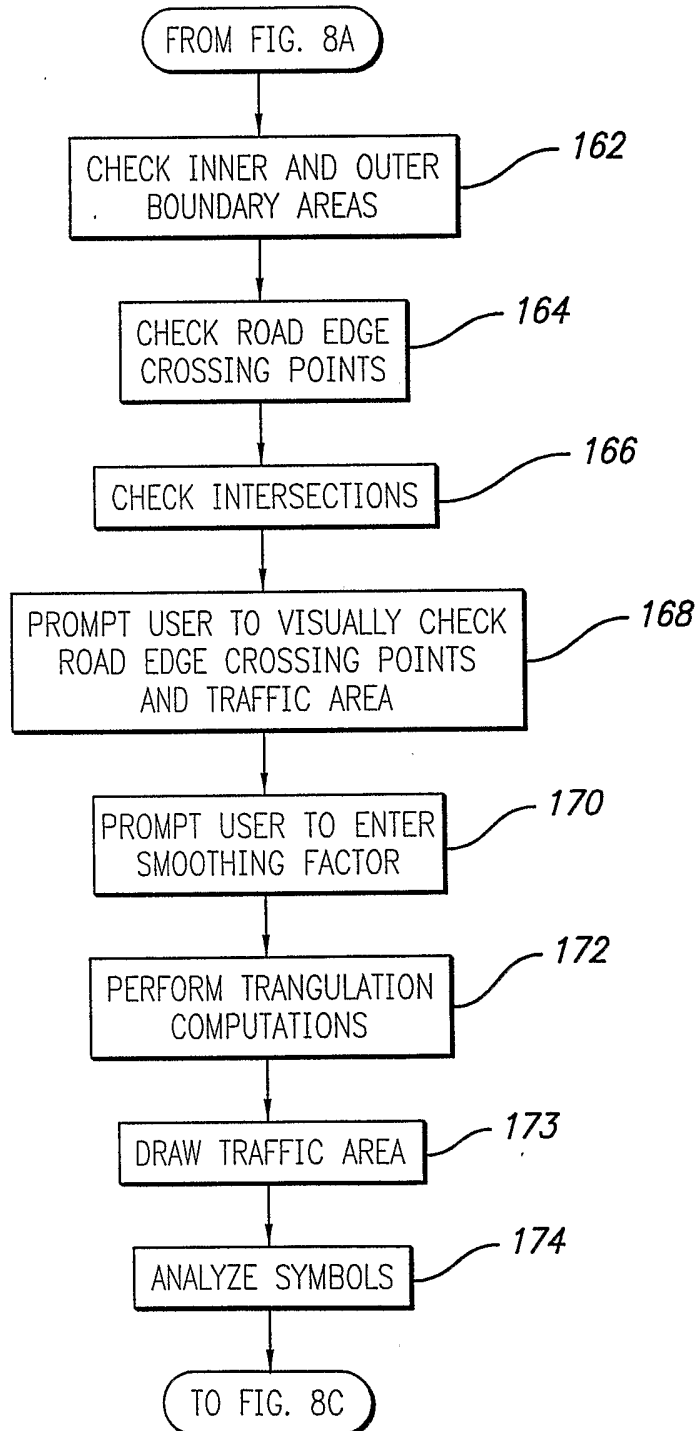 FROM FIG. 8A
CHECK INNER AND OUTER
BOUNDARY AREAS
162
CHECK ROAD EDGE
CROSSING POINTS
164
CHECK INTERSECTIONS
166
PROMPT USER TO VISUALLY CHECK
ROAD EDGE CROSSING POINTS
AND TRAFFIC AREA
168
PROMPT USER TO ENTER
SMOOTHING FACTOR
170
PERFORM TRANGULATION
COMPUTATIONS
172
DRAW TRAFFIC AREA
173
ANALYZE SYMBOLS
174
TO FIG. 8C